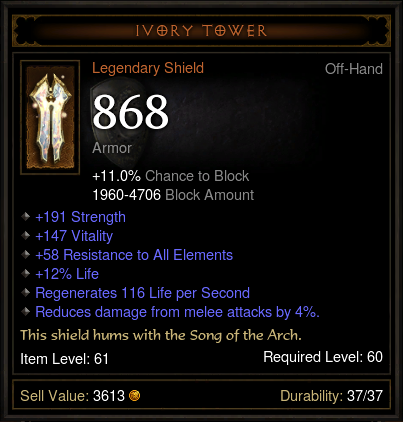 IVORY TOWER
Legendary Shield Off-Hand
868
Armor
+11.0% Chance to Block
1960-4706 Block Amount
+191 Strength
+147 Vitality
+58 Resistance to All Elements
+12% Life
Regenerates 116 Life per Second
Reduces damage from melee attacks by 4%.
This shield hums with the Song of the Arch.
Item Level: 61 Required Level: 60
Sell Value: 3613 Durability: 37/37